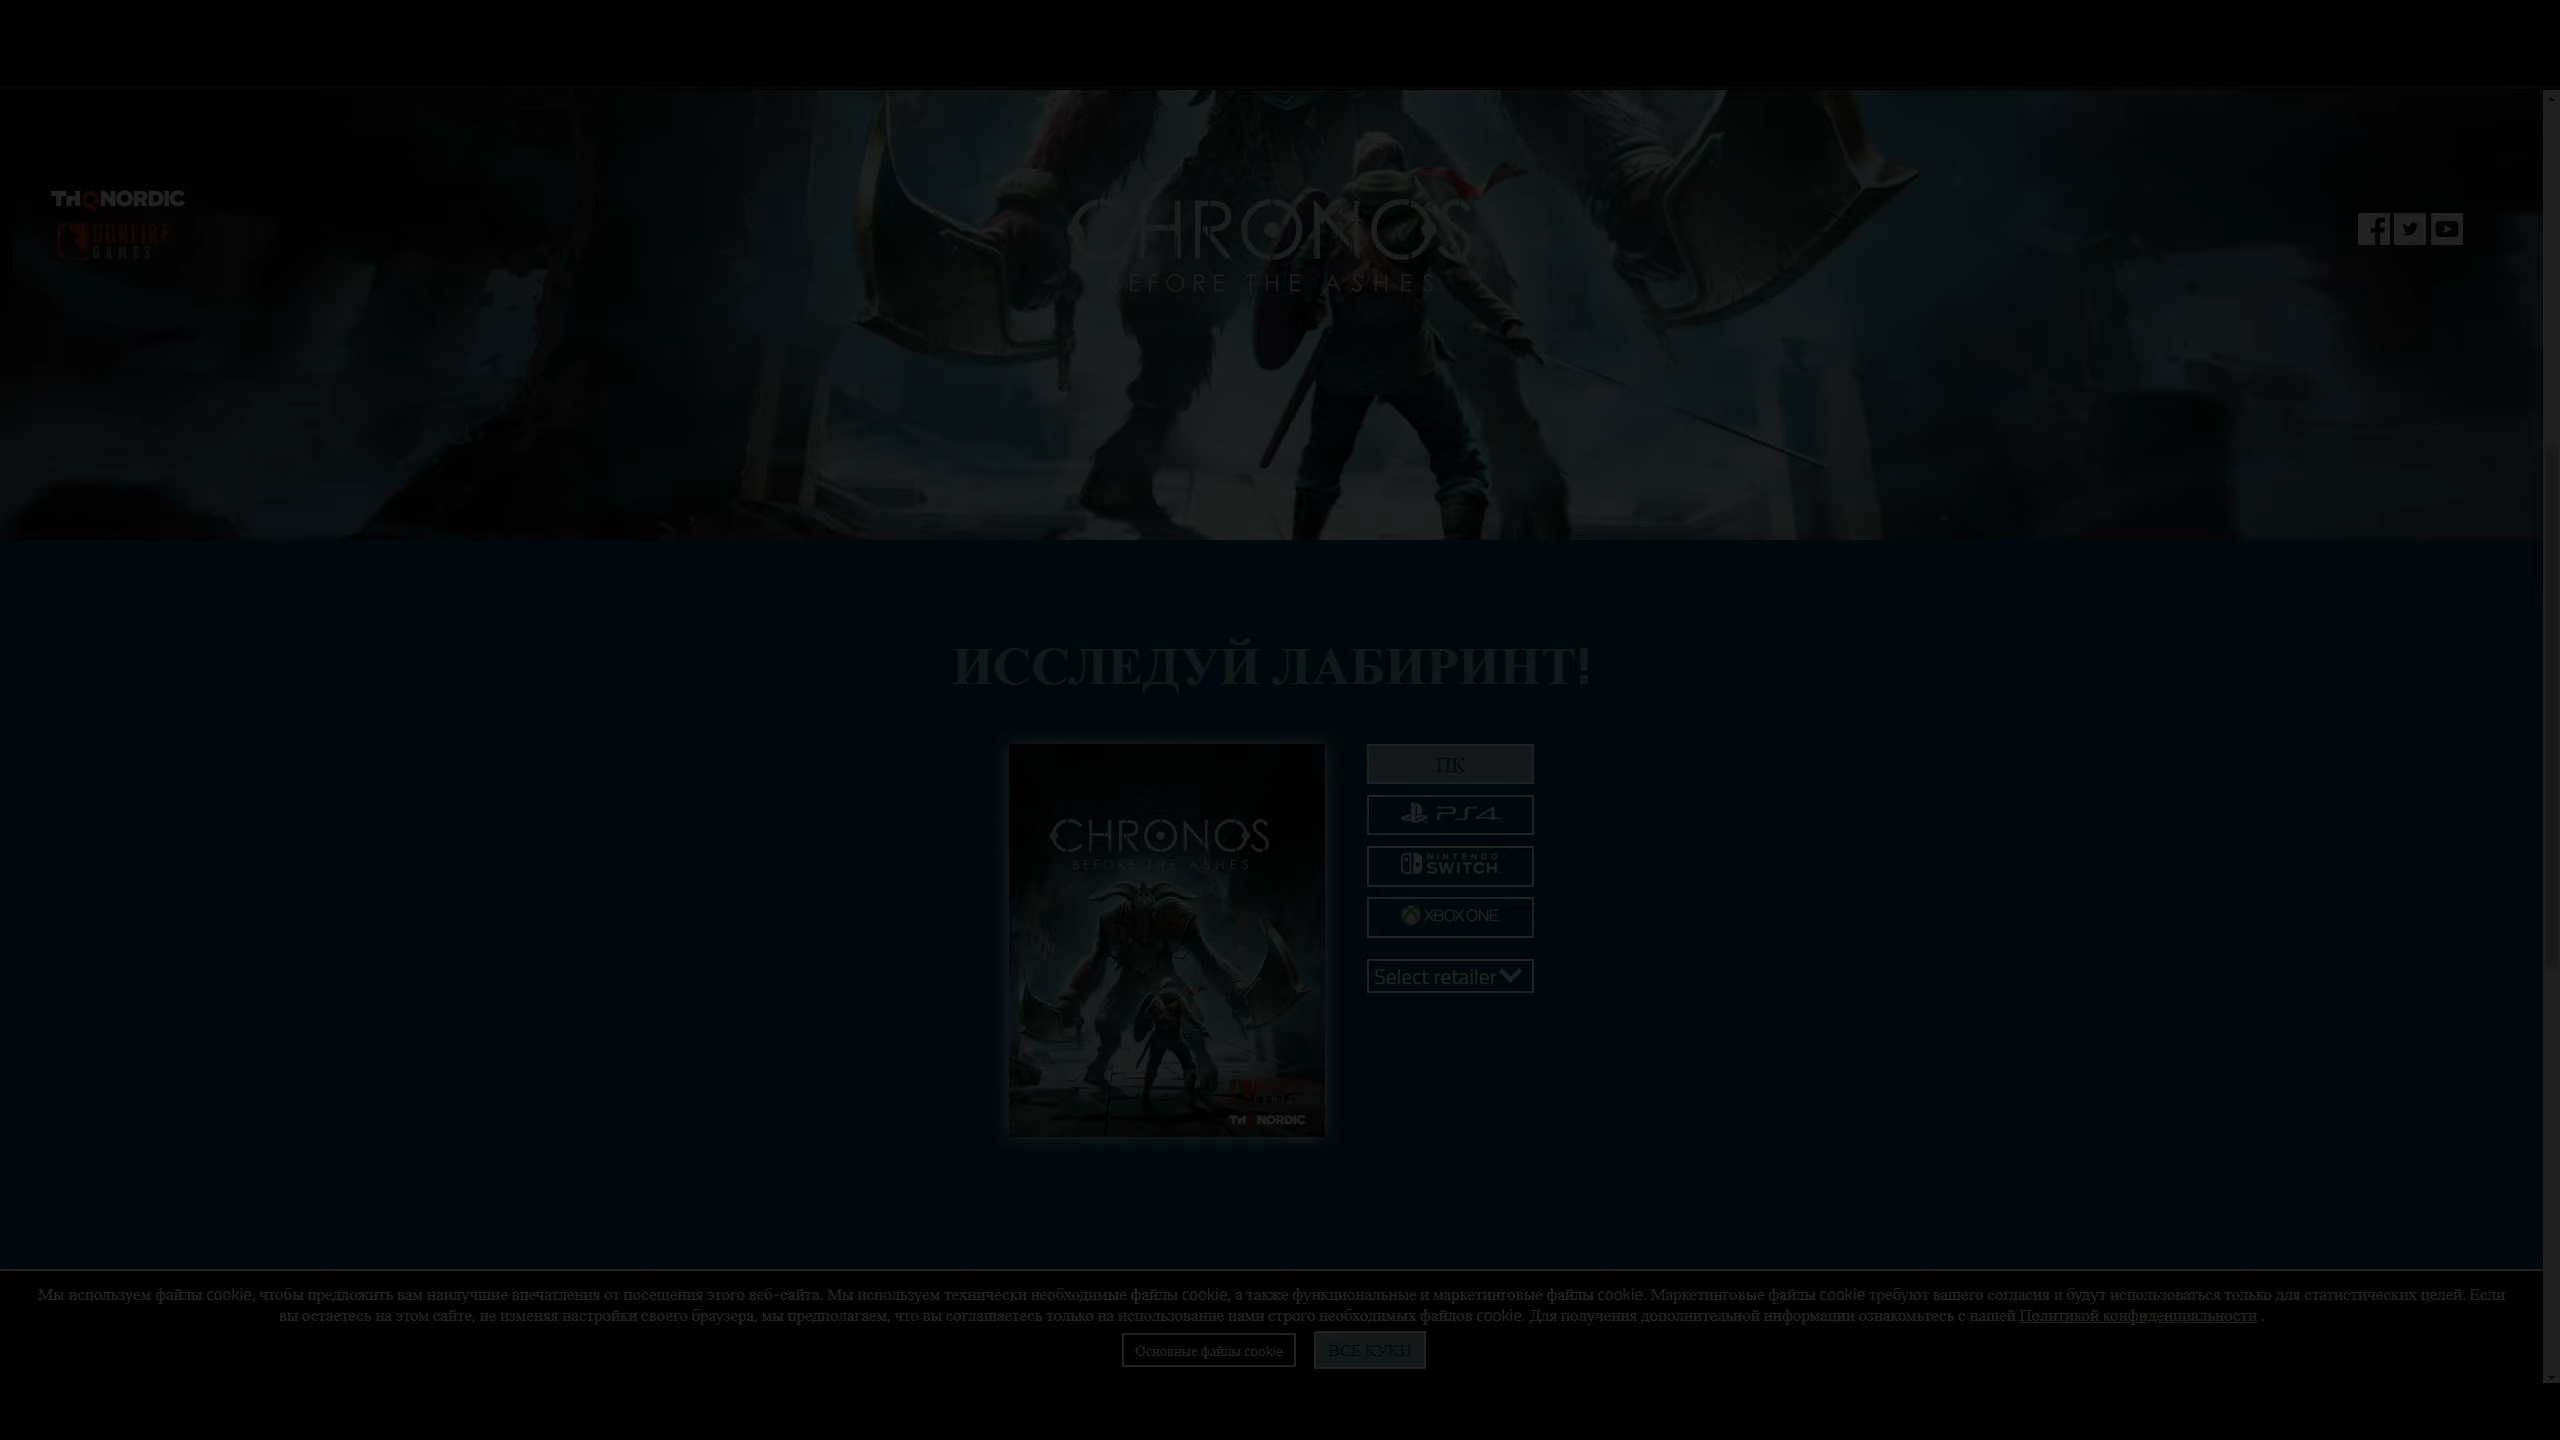 THQ NORDIC
GUNFIRE
GAMES
CHRONOS
BEFORE THE ASHES
ИССЛЕДУЙ ЛАБИРИНТ!
CHRONOS
BEFORE THE ASHES
THQ NORDIC
ПК
PS4
NINTENDO
SWITCH
XBOX ONE
Select retailer
Мы используем файлы cookie, чтобы предложить вам наилучшие впечатления от посещения этого веб-сайта. Мы используем технически необходимые файлы cookie, а также функциональные и маркетинговые файлы cookie. Маркетинговые файлы cookie требуют вашего согласия и будут использоваться только для статистических целей. Если
вы остаетесь на этом сайте, не изменяя настройки своего браузера, мы предполагаем, что вы соглашаетесь только на использование нами строго необходимых файлов cookie. Для получения дополнительной информации ознакомьтесь с нашей Политикой конфиденциальности .
Основные файлы cookie
ВСЕ КУКИ